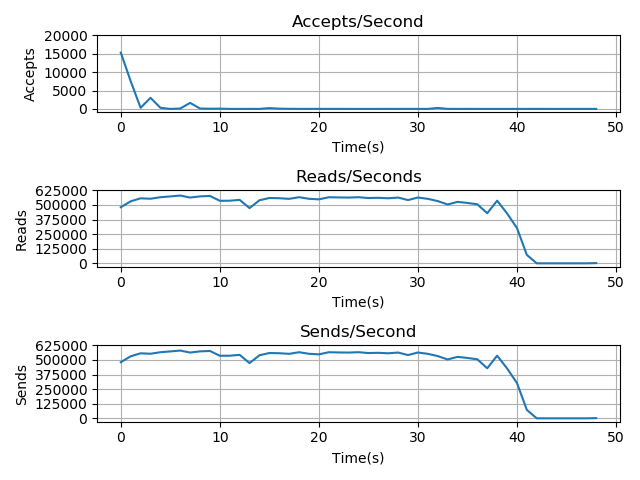 Accepts/Second
20000
15000
10000
5000
0
Accepts
0 10 20 30 40 50
Time(s)
Reads/Seconds
625000
500000
375000
250000
125000
0
Reads
0 10 20 30 40 50
Time(s)
Sends/Second
625000
500000
375000
250000
125000
0
Sends
0 10 20 30 40 50
Time(s)